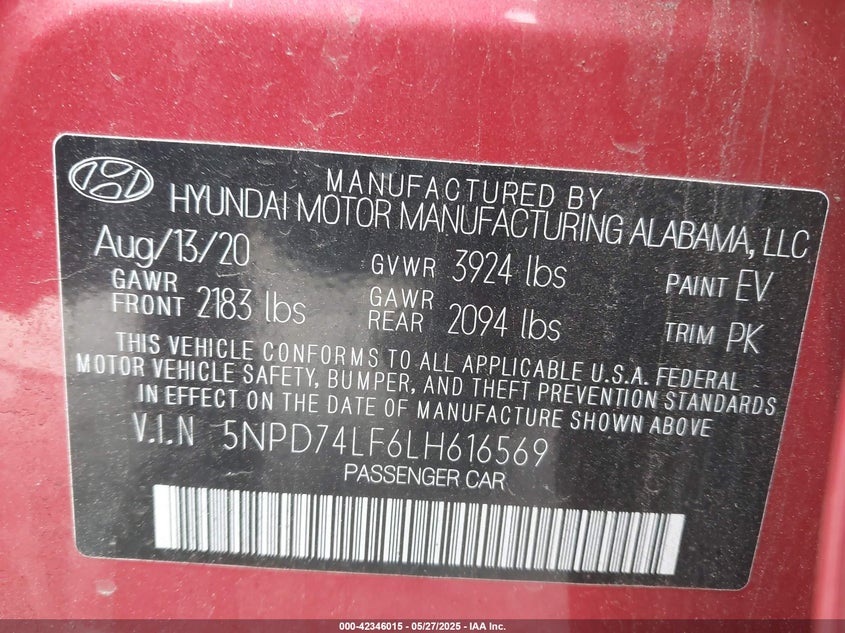 MANUFACTURED BY
HYUNDAI MOTOR MANUFACTURING ALABAMA, LLC
Aug/13/20 GVWR 3924 lbs PAINT EV
GAWR FRONT 2183 lbs GAWR REAR 2094 lbs TRIM PK
THIS VEHICLE CONFORMS TO ALL APPLICABLE U.S.A. FEDERAL
MOTOR VEHICLE SAFETY, BUMPER, AND THEFT PREVENTION STANDARDS
IN EFFECT ON THE DATE OF MANUFACTURE SHOWN ABOVE
V.I.N 5NPD74LF6LH616569
PASSENGER CAR
000-42346015 — 05/27/2025 — IAA Inc.